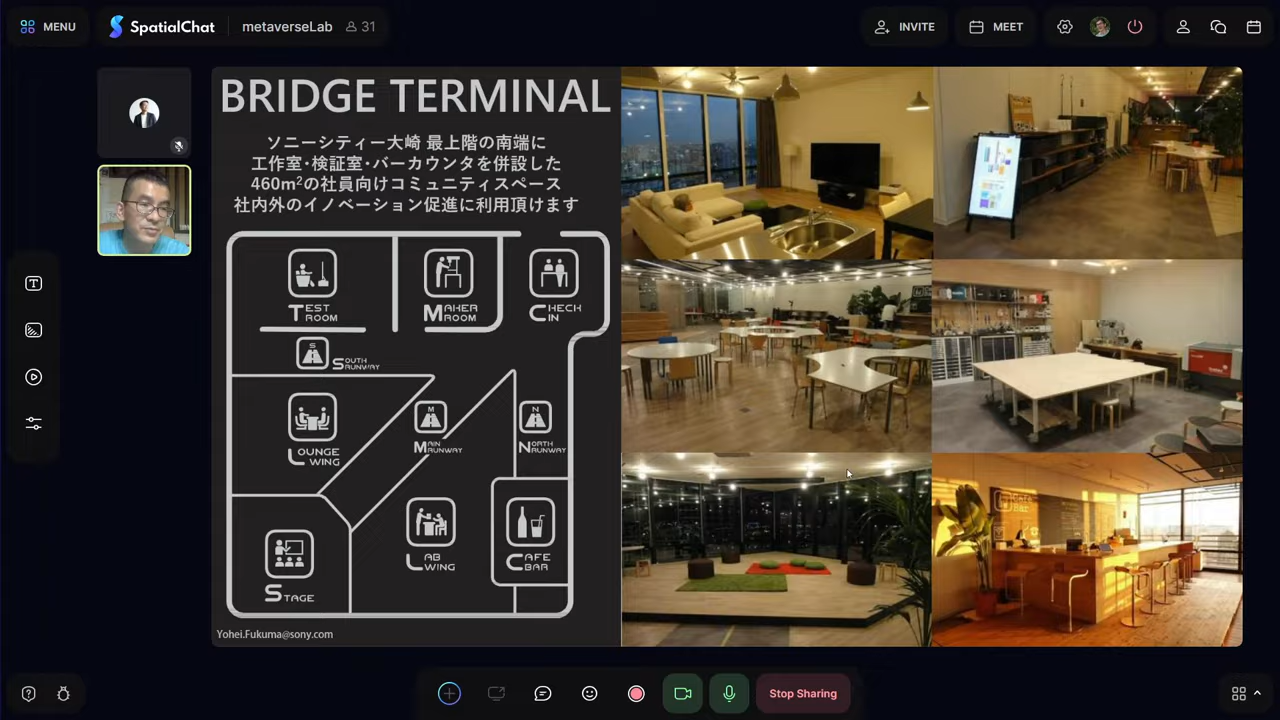 MENU
SpatialChat
metaverseLab
31
INVITE
MEET
BRIDGE TERMINAL
ソニーシティー大崎 最上階の南端に
工作室･検証室･バーカウンタを併設した
460m²の社員向けコミュニティスペース
社内外のイノベーション促進に利用頂けます
TEST ROOM
MAKER ROOM
CHECH IN
S
SOUTH RUNWAY
M
MAIN RUNWAY
N
NORTH RUNWAY
LOUNGE WING
LAB WING
CAFE BAR
STAGE
Yohei.Fukuma@sony.com
Stop Sharing